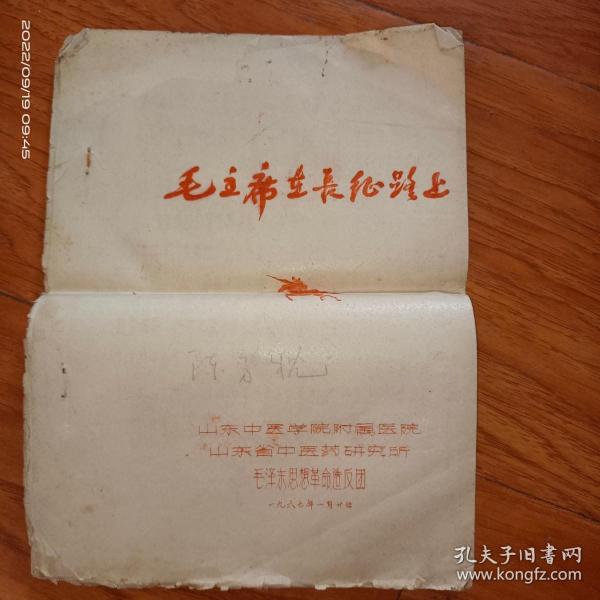 2022/09/19 09:45
毛主席在長征路上
陈
山东中医学院附属医院
山东省中医药研究所
毛泽东思想革命造反团
一九六七年一月廿
孔夫子旧书网
www.kongfz.com